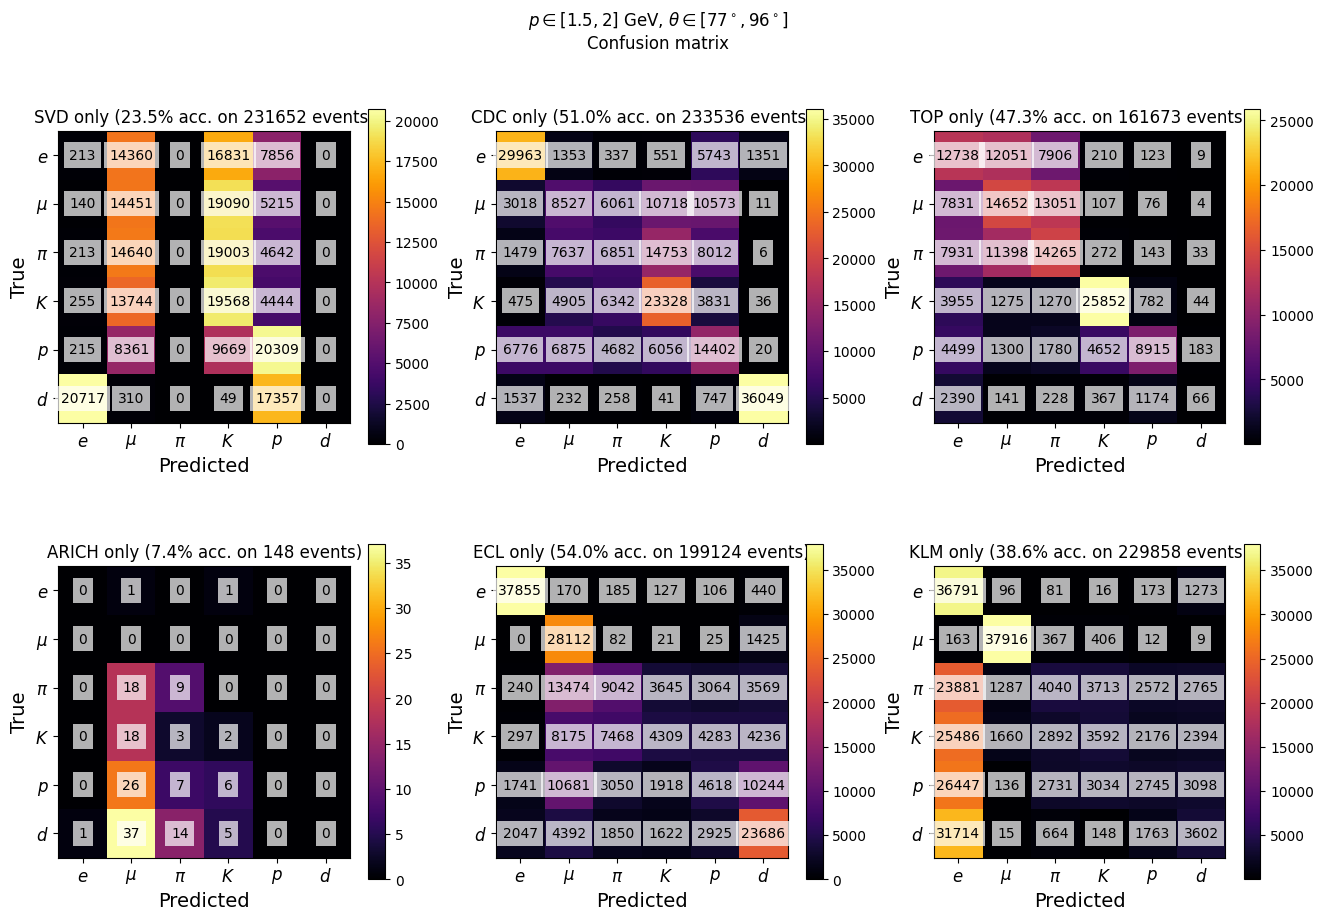 p ∈ [1.5, 2] GeV, θ ∈ [77°, 96°]
Confusion matrix
SVD only (23.5% acc. on 231652 events
e 213 14360 0 16831 7856 0
μ 140 14451 0 19090 5215 0
π 213 14640 0 19003 4642 0
K 255 13744 0 19568 4444 0
p 215 8361 0 9669 20309 0
d 20717 310 0 49 17357 0
e μ π K p d
Predicted
True
20000
17500
15000
12500
10000
7500
5000
2500
0
CDC only (51.0% acc. on 233536 events
e 29963 1353 337 551 5743 1351
μ 3018 8527 6061 10718 10573 11
π 1479 7637 6851 14753 8012 6
K 475 4905 6342 23328 3831 36
p 6776 6875 4682 6056 14402 20
d 1537 232 258 41 747 36049
e μ π K p d
Predicted
True
35000
30000
25000
20000
15000
10000
5000
TOP only (47.3% acc. on 161673 events
e 12738 12051 7906 210 123 9
μ 7831 14652 13051 107 76 4
π 7931 11398 14265 272 143 33
K 3955 1275 1270 25852 782 44
p 4499 1300 1780 4652 8915 183
d 2390 141 228 367 1174 66
e μ π K p d
Predicted
True
25000
20000
15000
10000
5000
ARICH only (7.4% acc. on 148 events)
e 0 1 0 1 0 0
μ 0 0 0 0 0 0
π 0 18 9 0 0 0
K 0 18 3 2 0 0
p 0 26 7 6 0 0
d 1 37 14 5 0 0
e μ π K p d
Predicted
True
35
30
25
20
15
10
5
0
ECL only (54.0% acc. on 199124 events)
e 37855 170 185 127 106 440
μ 0 28112 82 21 25 1425
π 240 13474 9042 3645 3064 3569
K 297 8175 7468 4309 4283 4236
p 1741 10681 3050 1918 4618 10244
d 2047 4392 1850 1622 2925 23686
e μ π K p d
Predicted
True
35000
30000
25000
20000
15000
10000
5000
0
KLM only (38.6% acc. on 229858 events
e 36791 96 81 16 173 1273
μ 163 37916 367 406 12 9
π 23881 1287 4040 3713 2572 2765
K 25486 1660 2892 3592 2176 2394
p 26447 136 2731 3034 2745 3098
d 31714 15 664 148 1763 3602
e μ π K p d
Predicted
True
35000
30000
25000
20000
15000
10000
5000